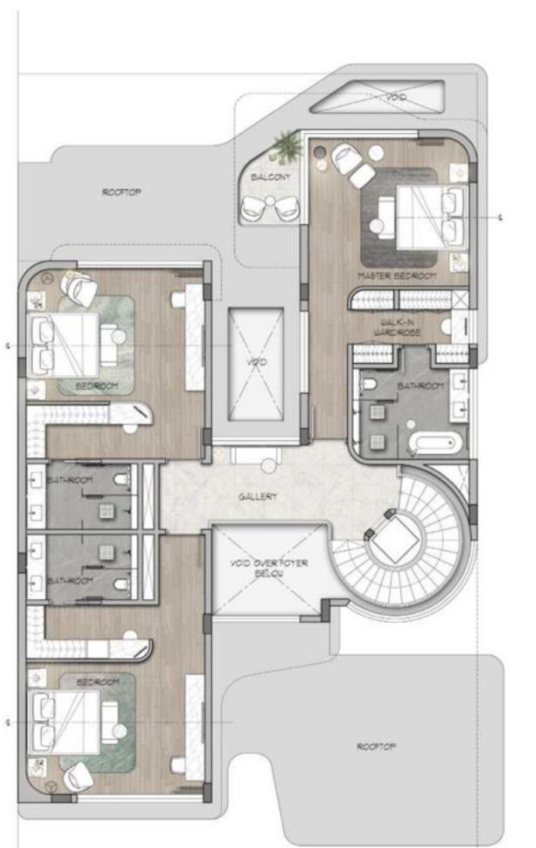 VOID
BALCONY
ROOFTOP
MASTER BEDROOM
WALK-IN
WARDROBE
VOID
BEDROOM
BATHROOM
BATHROOM
GALLERY
VOID OVER FOYER
BELOW
BATHROOM
BEDROOM
ROOFTOP